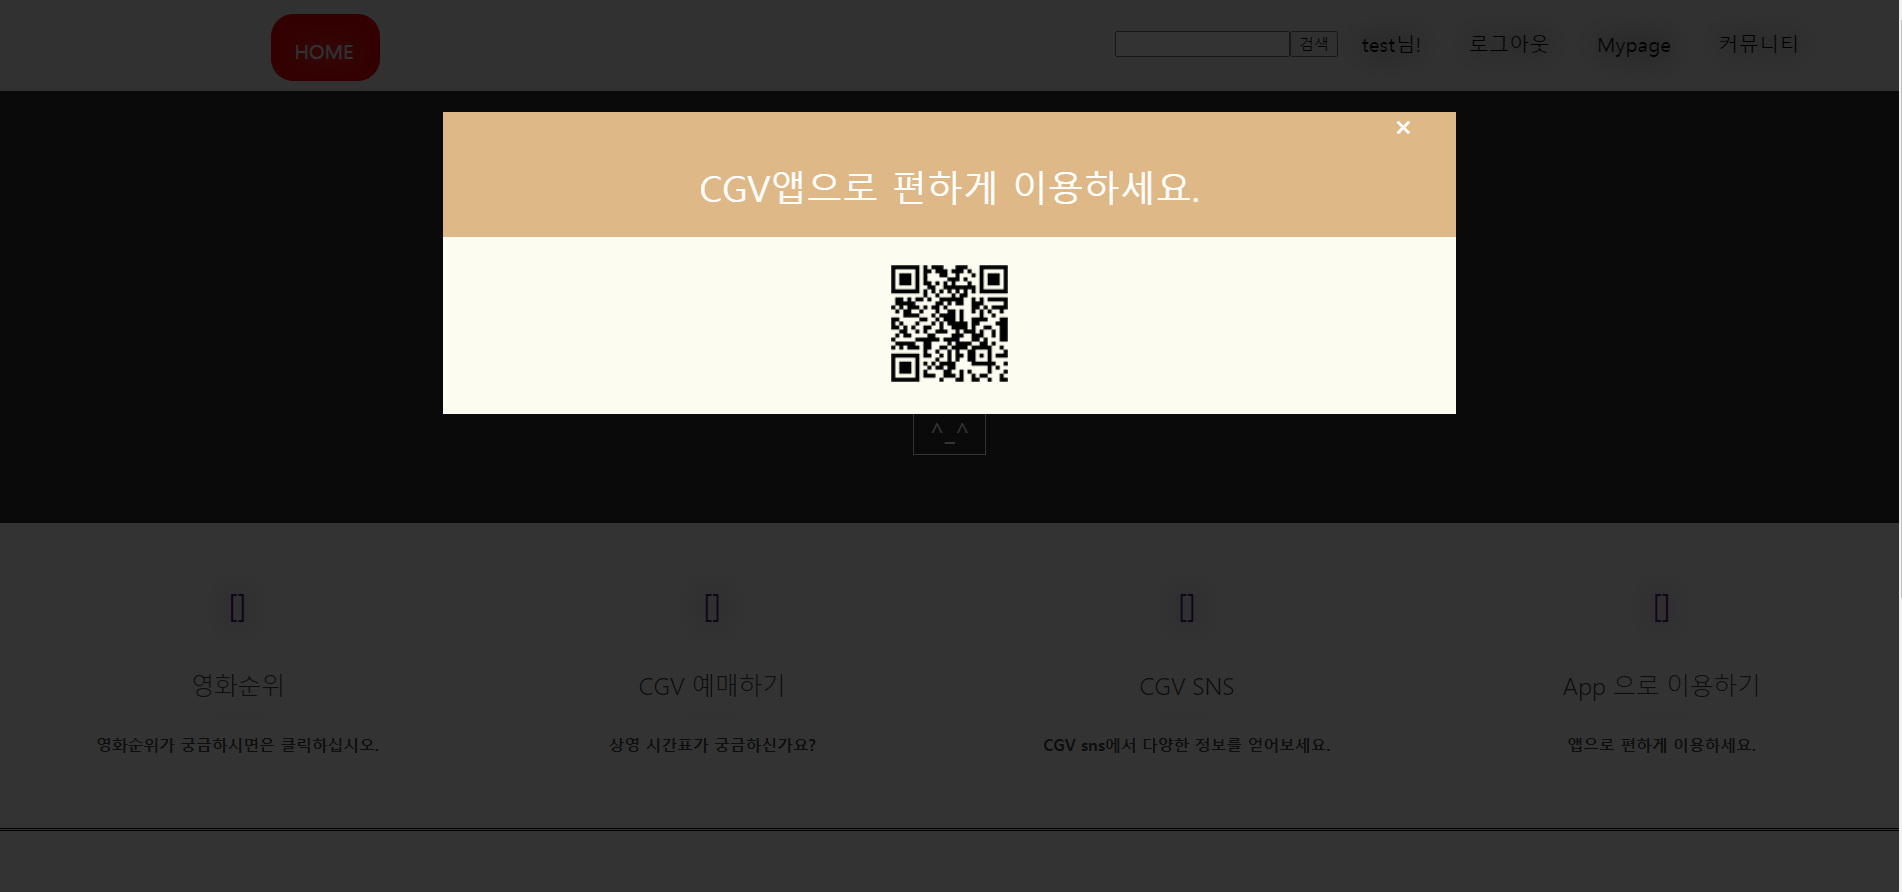 HOME
검색 test님! 로그아웃 Mypage 커뮤니티
×
CGV앱으로 편하게 이용하세요.
^_^
영화순위
영화순위가 궁금하시면은 클릭하십시오.
CGV 예매하기
상영 시간표가 궁금하신가요?
CGV SNS
CGV sns에서 다양한 정보를 얻어보세요.
App 으로 이용하기
앱으로 편하게 이용하세요.